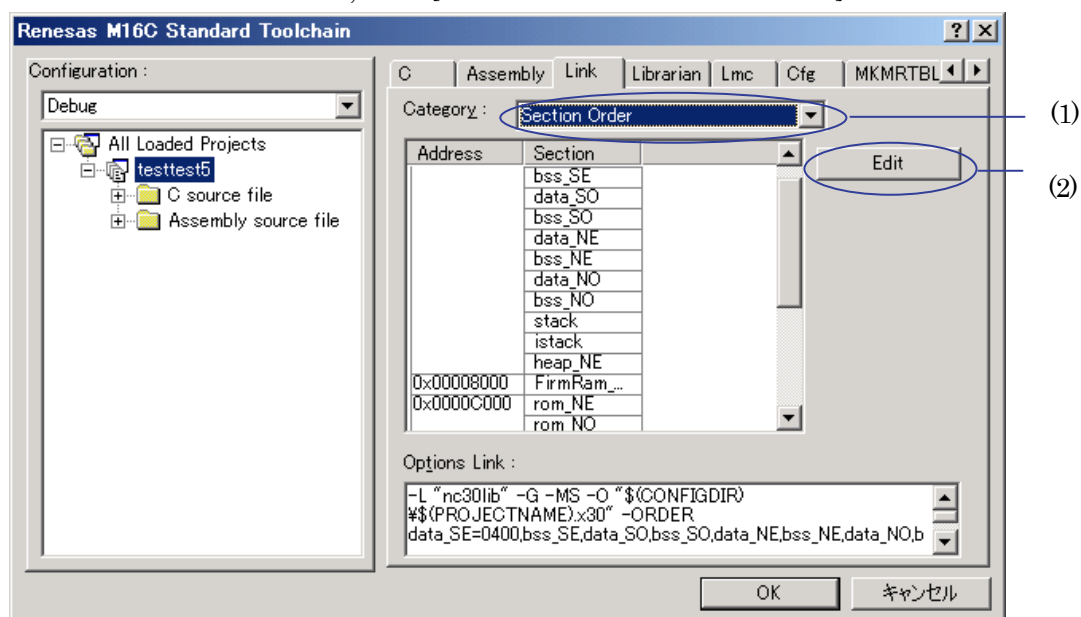 Renesas M16C Standard Toolchain
Configuration :
Debug
All Loaded Projects
testtest5
C source file
Assembly source file
C Assembly Link Librarian Lmc Cfg MKMRTBL
Category : Section Order
(1)
Edit
(2)
Address Section
bss_SE
data_SO
bss_SO
data_NE
bss_NE
data_NO
bss_NO
stack
istack
heap_NE
0x00008000 FirmRam_...
0x0000C000 rom_NE
rom_NO
Options Link :
-L "nc30lib" -G -MS -O "$(CONFIGDIR)
¥$(PROJECTNAME).x30" -ORDER
data_SE=0400,bss_SE,data_SO,bss_SO,data_NE,bss_NE,data_NO,b
OK キャンセル